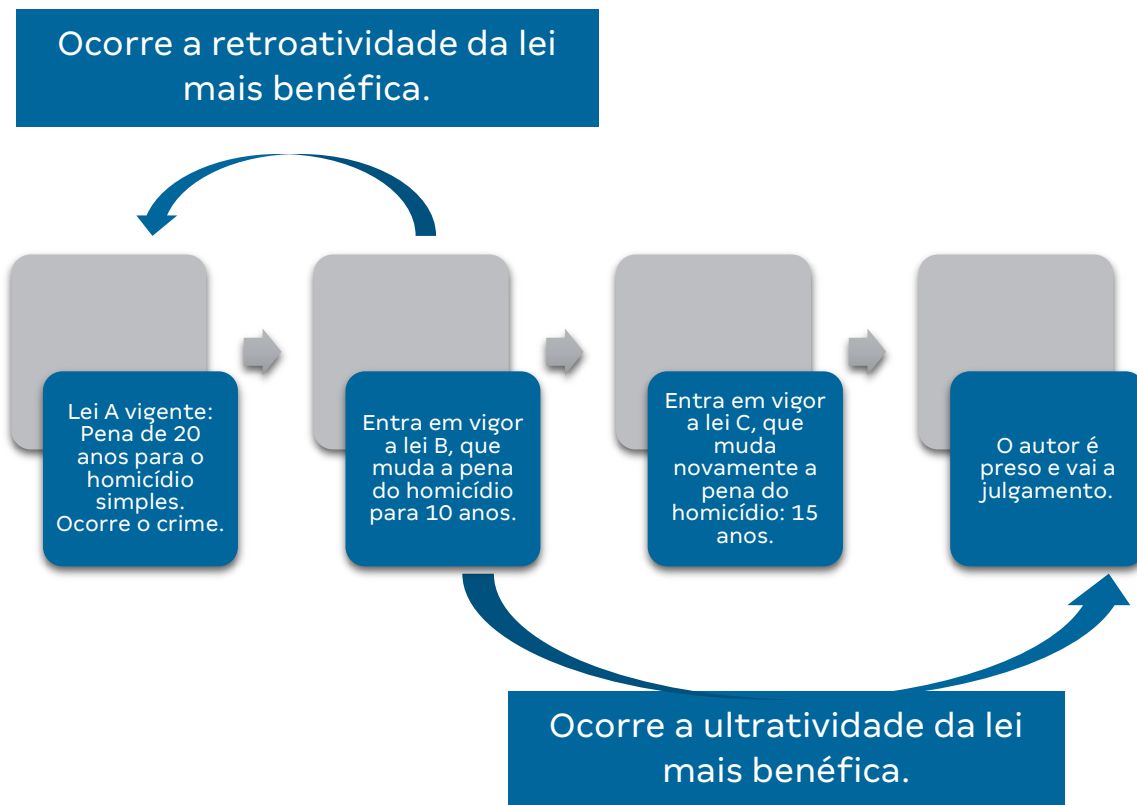 Ocorre a retroatividade da lei
mais benéfica.
Lei A vigente:
Pena de 20
anos para o
homicídio
simples.
Ocorre o crime.
Entra em vigor
a lei B, que
muda a pena
do homicídio
para 10 anos.
Entra em vigor
a lei C, que
muda
novamente a
pena do
homicídio: 15
anos.
O autor é
preso e vai a
julgamento.
Ocorre a ultratividade da lei
mais benéfica.